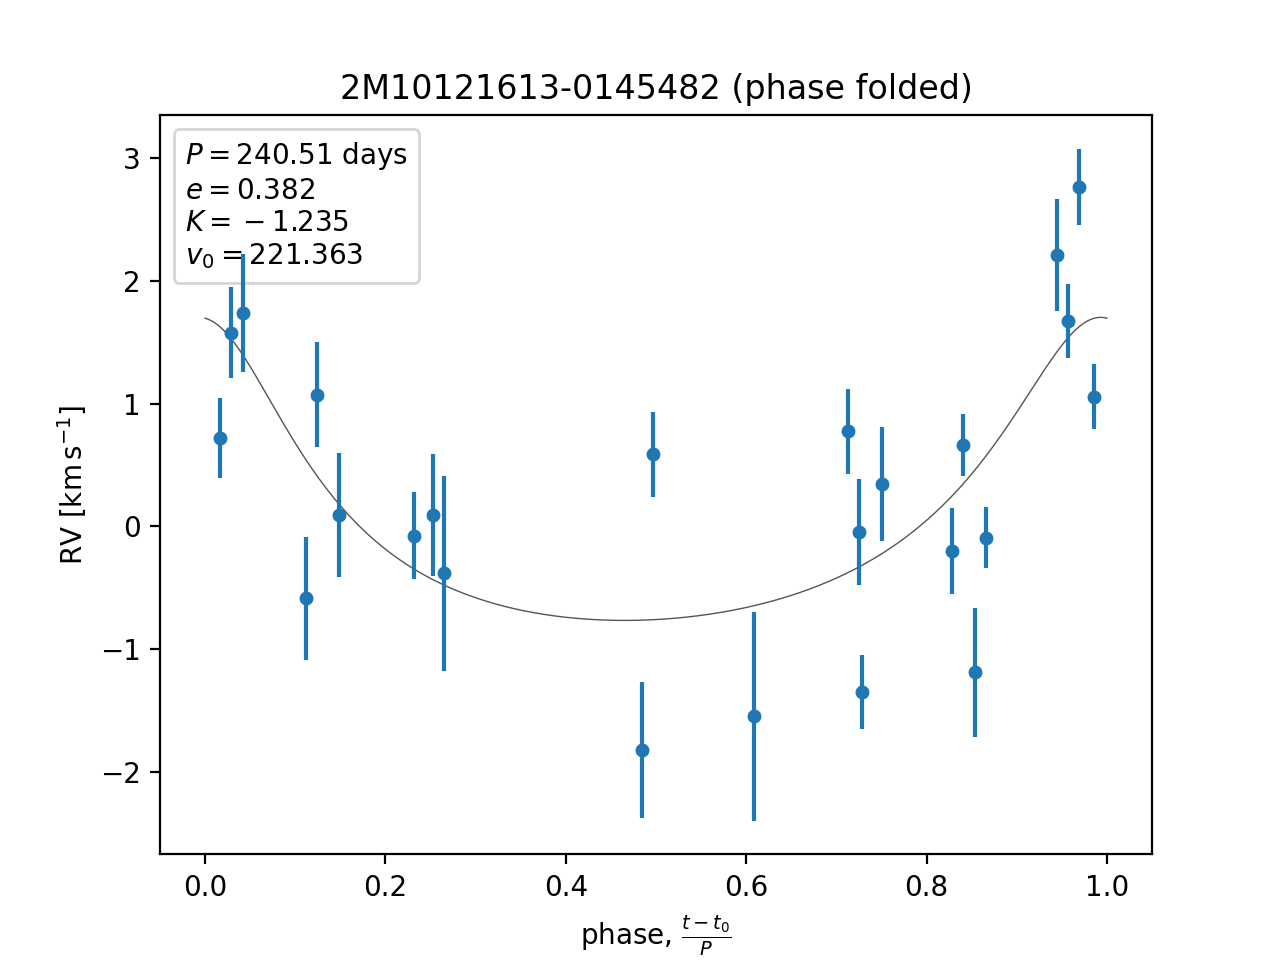 2M10121613-0145482 (phase folded)
P = 240.51 days
e = 0.382
K = −1.235
v₀ = 221.363
RV [km s⁻¹]
3
2
1
0
−1
−2
0.0 0.2 0.4 0.6 0.8 1.0
phase, (t − t₀)/P